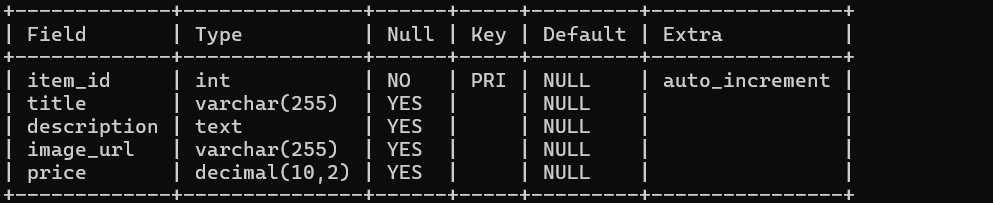 +-------------+---------------+------+-----+---------+----------------+
| Field       | Type          | Null | Key | Default | Extra          |
+-------------+---------------+------+-----+---------+----------------+
| item_id     | int           | NO   | PRI | NULL    | auto_increment |
| title       | varchar(255)  | YES  |     | NULL    |                |
| description | text          | YES  |     | NULL    |                |
| image_url   | varchar(255)  | YES  |     | NULL    |                |
| price       | decimal(10,2) | YES  |     | NULL    |                |
+-------------+---------------+------+-----+---------+----------------+